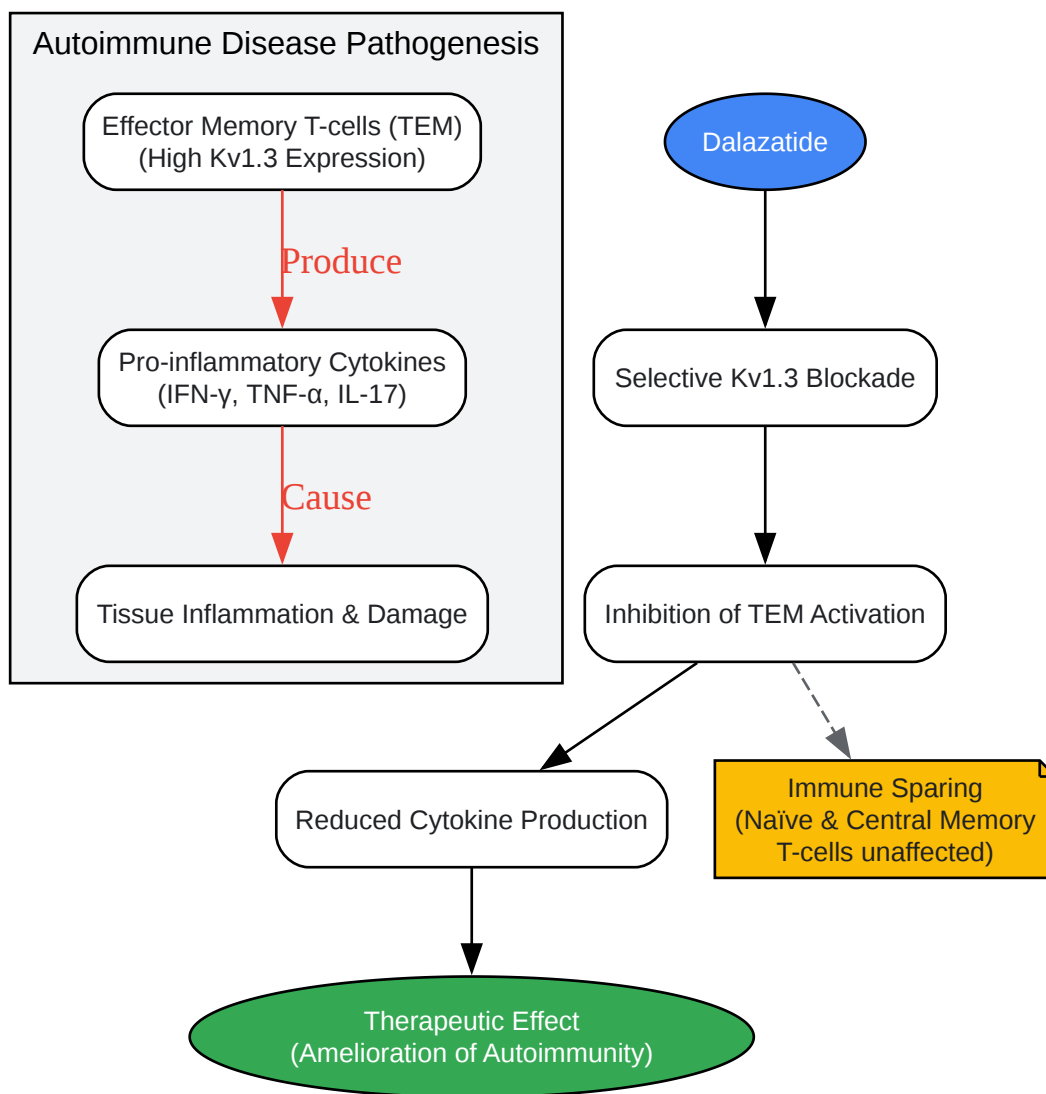 Autoimmune Disease Pathogenesis
Effector Memory T-cells (TEM)
(High Kv1.3 Expression)
Dalazatide
Produce
Pro-inflammatory Cytokines
(IFN-γ, TNF-α, IL-17)
Selective Kv1.3 Blockade
Cause
Tissue Inflammation & Damage
Inhibition of TEM Activation
Reduced Cytokine Production
Immune Sparing
(Naïve & Central Memory
T-cells unaffected)
Therapeutic Effect
(Amelioration of Autoimmunity)